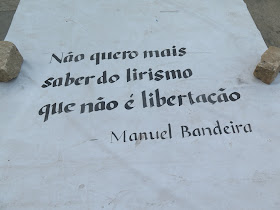 Não quero mais
saber do lirismo
que não é libertação
Manuel Bandeira